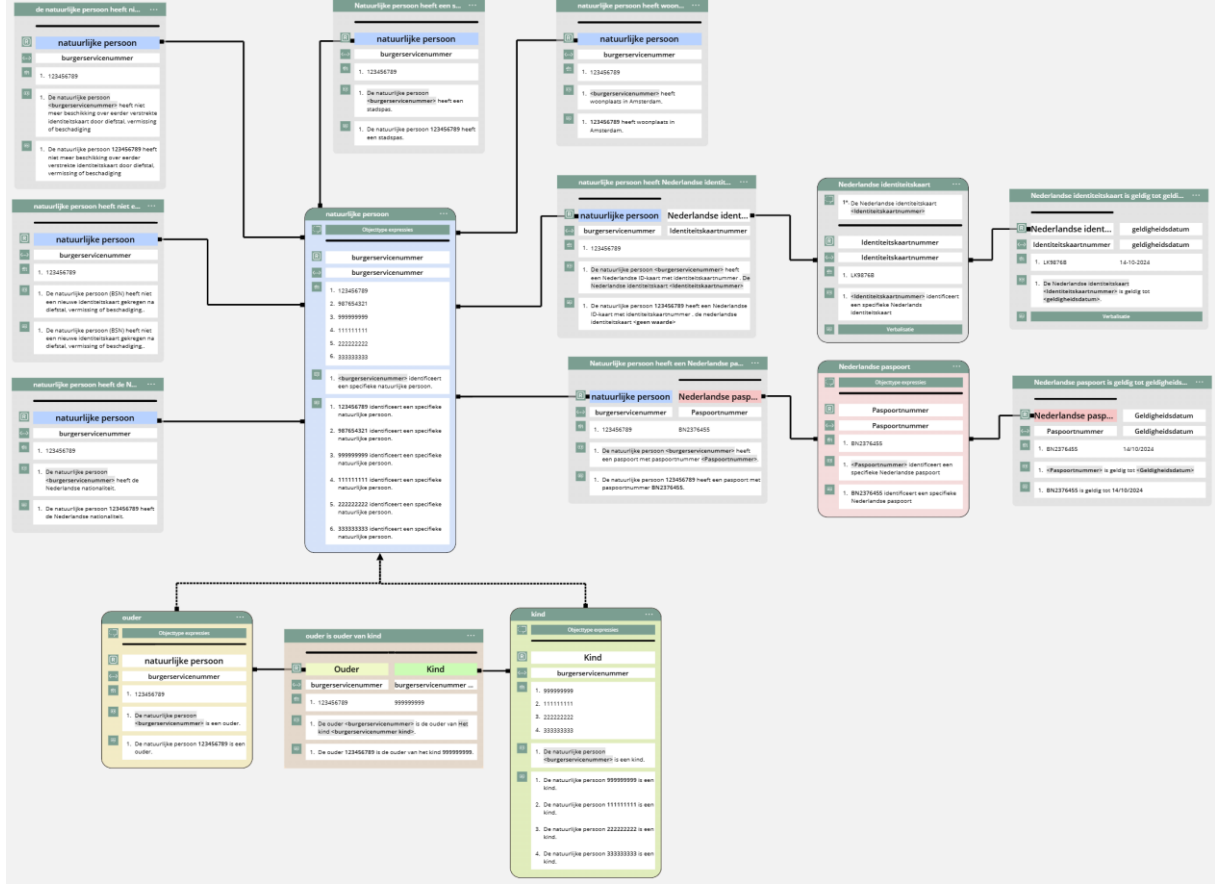 de natuurlijke persoon heeft ni... ...
natuurlijke persoon
burgerservicenummer
1. 123456789
1. De natuurlijke persoon
<burgerservicenummer> heeft niet
meer beschikking over eerder verstrekte
identiteitskaart door diefstal, vermissing
of beschadiging
1. De natuurlijke persoon 123456789 heeft
niet meer beschikking over eerder
verstrekte identiteitskaart door diefstal,
vermissing of beschadiging
Natuurlijke persoon heeft een s... ...
natuurlijke persoon
burgerservicenummer
1. 123456789
1. De natuurlijke persoon
<burgerservicenummer> heeft een
stadspas.
1. De natuurlijke persoon 123456789 heeft
een stadspas.
natuurlijke persoon heeft woon... ...
natuurlijke persoon
burgerservicenummer
1. 123456789
1. <burgerservicenummer> heeft
woonplaats in Amsterdam.
1. 123456789 heeft woonplaats in
Amsterdam.
natuurlijke persoon heeft niet e... ...
natuurlijke persoon
burgerservicenummer
1. 123456789
1. De natuurlijke persoon (BSN) heeft niet
een nieuwe identiteitskaart gekregen na
diefstal, vermissing of beschadiging..
1. De natuurlijke persoon (BSN) heeft niet
een nieuwe identiteitskaart gekregen na
diefstal, vermissing of beschadiging..
natuurlijke persoon heeft de N... ...
natuurlijke persoon
burgerservicenummer
1. 123456789
1. De natuurlijke persoon
<burgerservicenummer> heeft de
Nederlandse nationaliteit.
1. De natuurlijke persoon 123456789 heeft
de Nederlandse nationaliteit.
natuurlijke persoon ...
Objecttype expressies
burgerservicenummer
burgerservicenummer
1. 123456789
2. 987654321
3. 999999999
4. 111111111
5. 222222222
6. 333333333
1. <burgerservicenummer> identificeert
een specifieke natuurlijke persoon.
1. 123456789 identificeert een specifieke
natuurlijke persoon.
2. 987654321 identificeert een specifieke
natuurlijke persoon.
3. 999999999 identificeert een specifieke
natuurlijke persoon.
4. 111111111 identificeert een specifieke
natuurlijke persoon.
5. 222222222 identificeert een specifieke
natuurlijke persoon.
6. 333333333 identificeert een specifieke
natuurlijke persoon.
natuurlijke persoon heeft Nederlandse identit... ...
natuurlijke persoon Nederlandse ident...
burgerservicenummer Identiteitskaartnummer
1. 123456789
1. De natuurlijke persoon <burgerservicenummer> heeft
een Nederlandse ID-kaart met identiteitskaartnummer . De
Nederlandse identiteitskaart <Identiteitskaartnummer>
1. De natuurlijke persoon 123456789 heeft een Nederlandse
ID-kaart met identiteitskaartnummer . de nederlandse
identiteitskaart <geen waarde>
Nederlandse identiteitskaart ...
1*. De Nederlandse identiteitskaart
<Identiteitskaartnummer>
Identiteitskaartnummer
Identiteitskaartnummer
1. LK9876B
1. <Identiteitskaartnummer> identificeert
een specifieke Nederlands
identiteitskaart
Verbalisatie
Nederlandse identiteitskaart is geldig tot geldi... ...
Nederlandse ident... geldigheidsdatum
Identiteitskaartnummer geldigheidsdatum
1. LK9876B 14-10-2024
1. De Nederlandse identiteitskaart
<Identiteitskaartnummer> is geldig tot
<geldigheidsdatum>.
Verbalisatie
Natuurlijke persoon heeft een Nederlandse pa... ...
natuurlijke persoon Nederlandse pasp...
burgerservicenummer Paspoortnummer
1. 123456789 BN2376455
1. De natuurlijke persoon <burgerservicenummer> heeft
een paspoort met paspoortnummer <Paspoortnummer>.
1. De natuurlijke persoon 123456789 heeft een paspoort met
paspoortnummer BN2376455.
Nederlandse paspoort ...
Objecttype expressies
Paspoortnummer
Paspoortnummer
1. BN2376455
1. <Paspoortnummer> identificeert een
specifieke Nederlandse paspoort
1. BN2376455 identificeert een specifieke
Nederlandse paspoort
Nederlandse paspoort is geldig tot geldigheids... ...
Nederlandse pasp... Geldigheidsdatum
Paspoortnummer Geldigheidsdatum
1. BN2376455 14/10/2024
1. <Paspoortnummer> is geldig tot <Geldigheidsdatum>
1. BN2376455 is geldig tot 14/10/2024
ouder ...
Objecttype expressies
natuurlijke persoon
burgerservicenummer
1. 123456789
1. De natuurlijke persoon
<burgerservicenummer> is een ouder.
1. De natuurlijke persoon 123456789 is een
ouder.
ouder is ouder van kind ...
Ouder Kind
burgerservicenummer burgerservicenummer ...
1. 123456789 999999999
1. De ouder <burgerservicenummer> is de ouder van Het
kind <burgerservicenummer kind>.
1. De ouder 123456789 is de ouder van het kind 999999999.
kind ...
Objecttype expressies
Kind
burgerservicenummer
1. 999999999
2. 111111111
3. 222222222
4. 333333333
1. De natuurlijke persoon
<burgerservicenummer> is een kind.
1. De natuurlijke persoon 999999999 is een
kind.
2. De natuurlijke persoon 111111111 is een
kind.
3. De natuurlijke persoon 222222222 is een
kind.
4. De natuurlijke persoon 333333333 is een
kind.